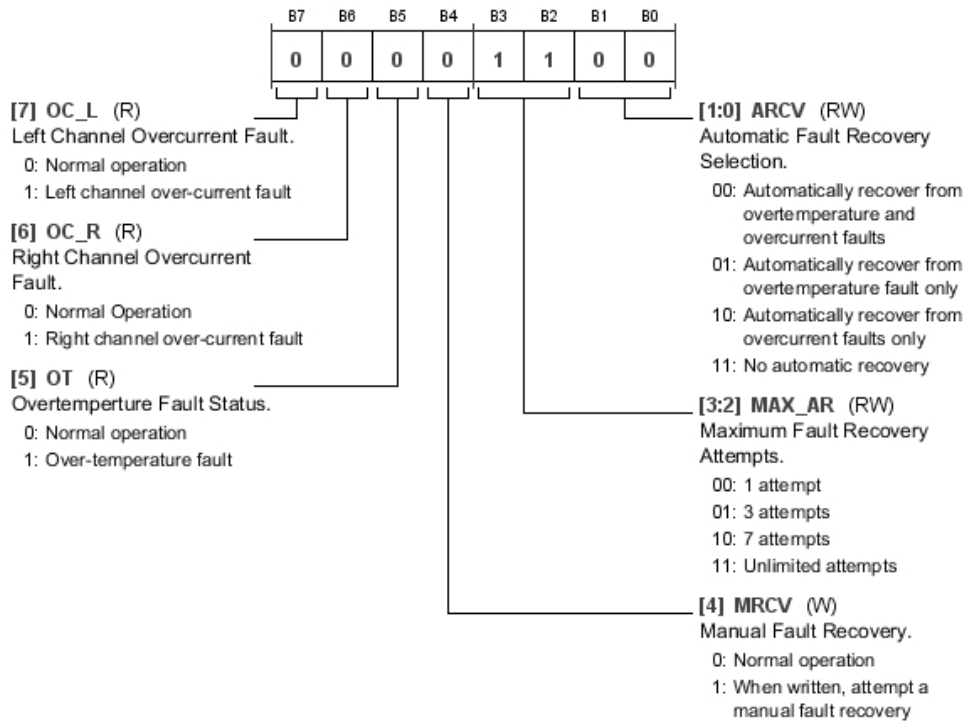 B7 B6 B5 B4 B3 B2 B1 B0
0 0 0 0 1 1 0 0
[7] OC_L (R)
Left Channel Overcurrent Fault.
0: Normal operation
1: Left channel over-current fault
[6] OC_R (R)
Right Channel Overcurrent
Fault.
0: Normal Operation
1: Right channel over-current fault
[5] OT (R)
Overtemperture Fault Status.
0: Normal operation
1: Over-temperature fault
[1:0] ARCV (RW)
Automatic Fault Recovery
Selection.
00: Automatically recover from
overtemperature and
overcurrent faults
01: Automatically recover from
overtemperature fault only
10: Automatically recover from
overcurrent faults only
11: No automatic recovery
[3:2] MAX_AR (RW)
Maximum Fault Recovery
Attempts.
00: 1 attempt
01: 3 attempts
10: 7 attempts
11: Unlimited attempts
[4] MRCV (W)
Manual Fault Recovery.
0: Normal operation
1: When written, attempt a
manual fault recovery